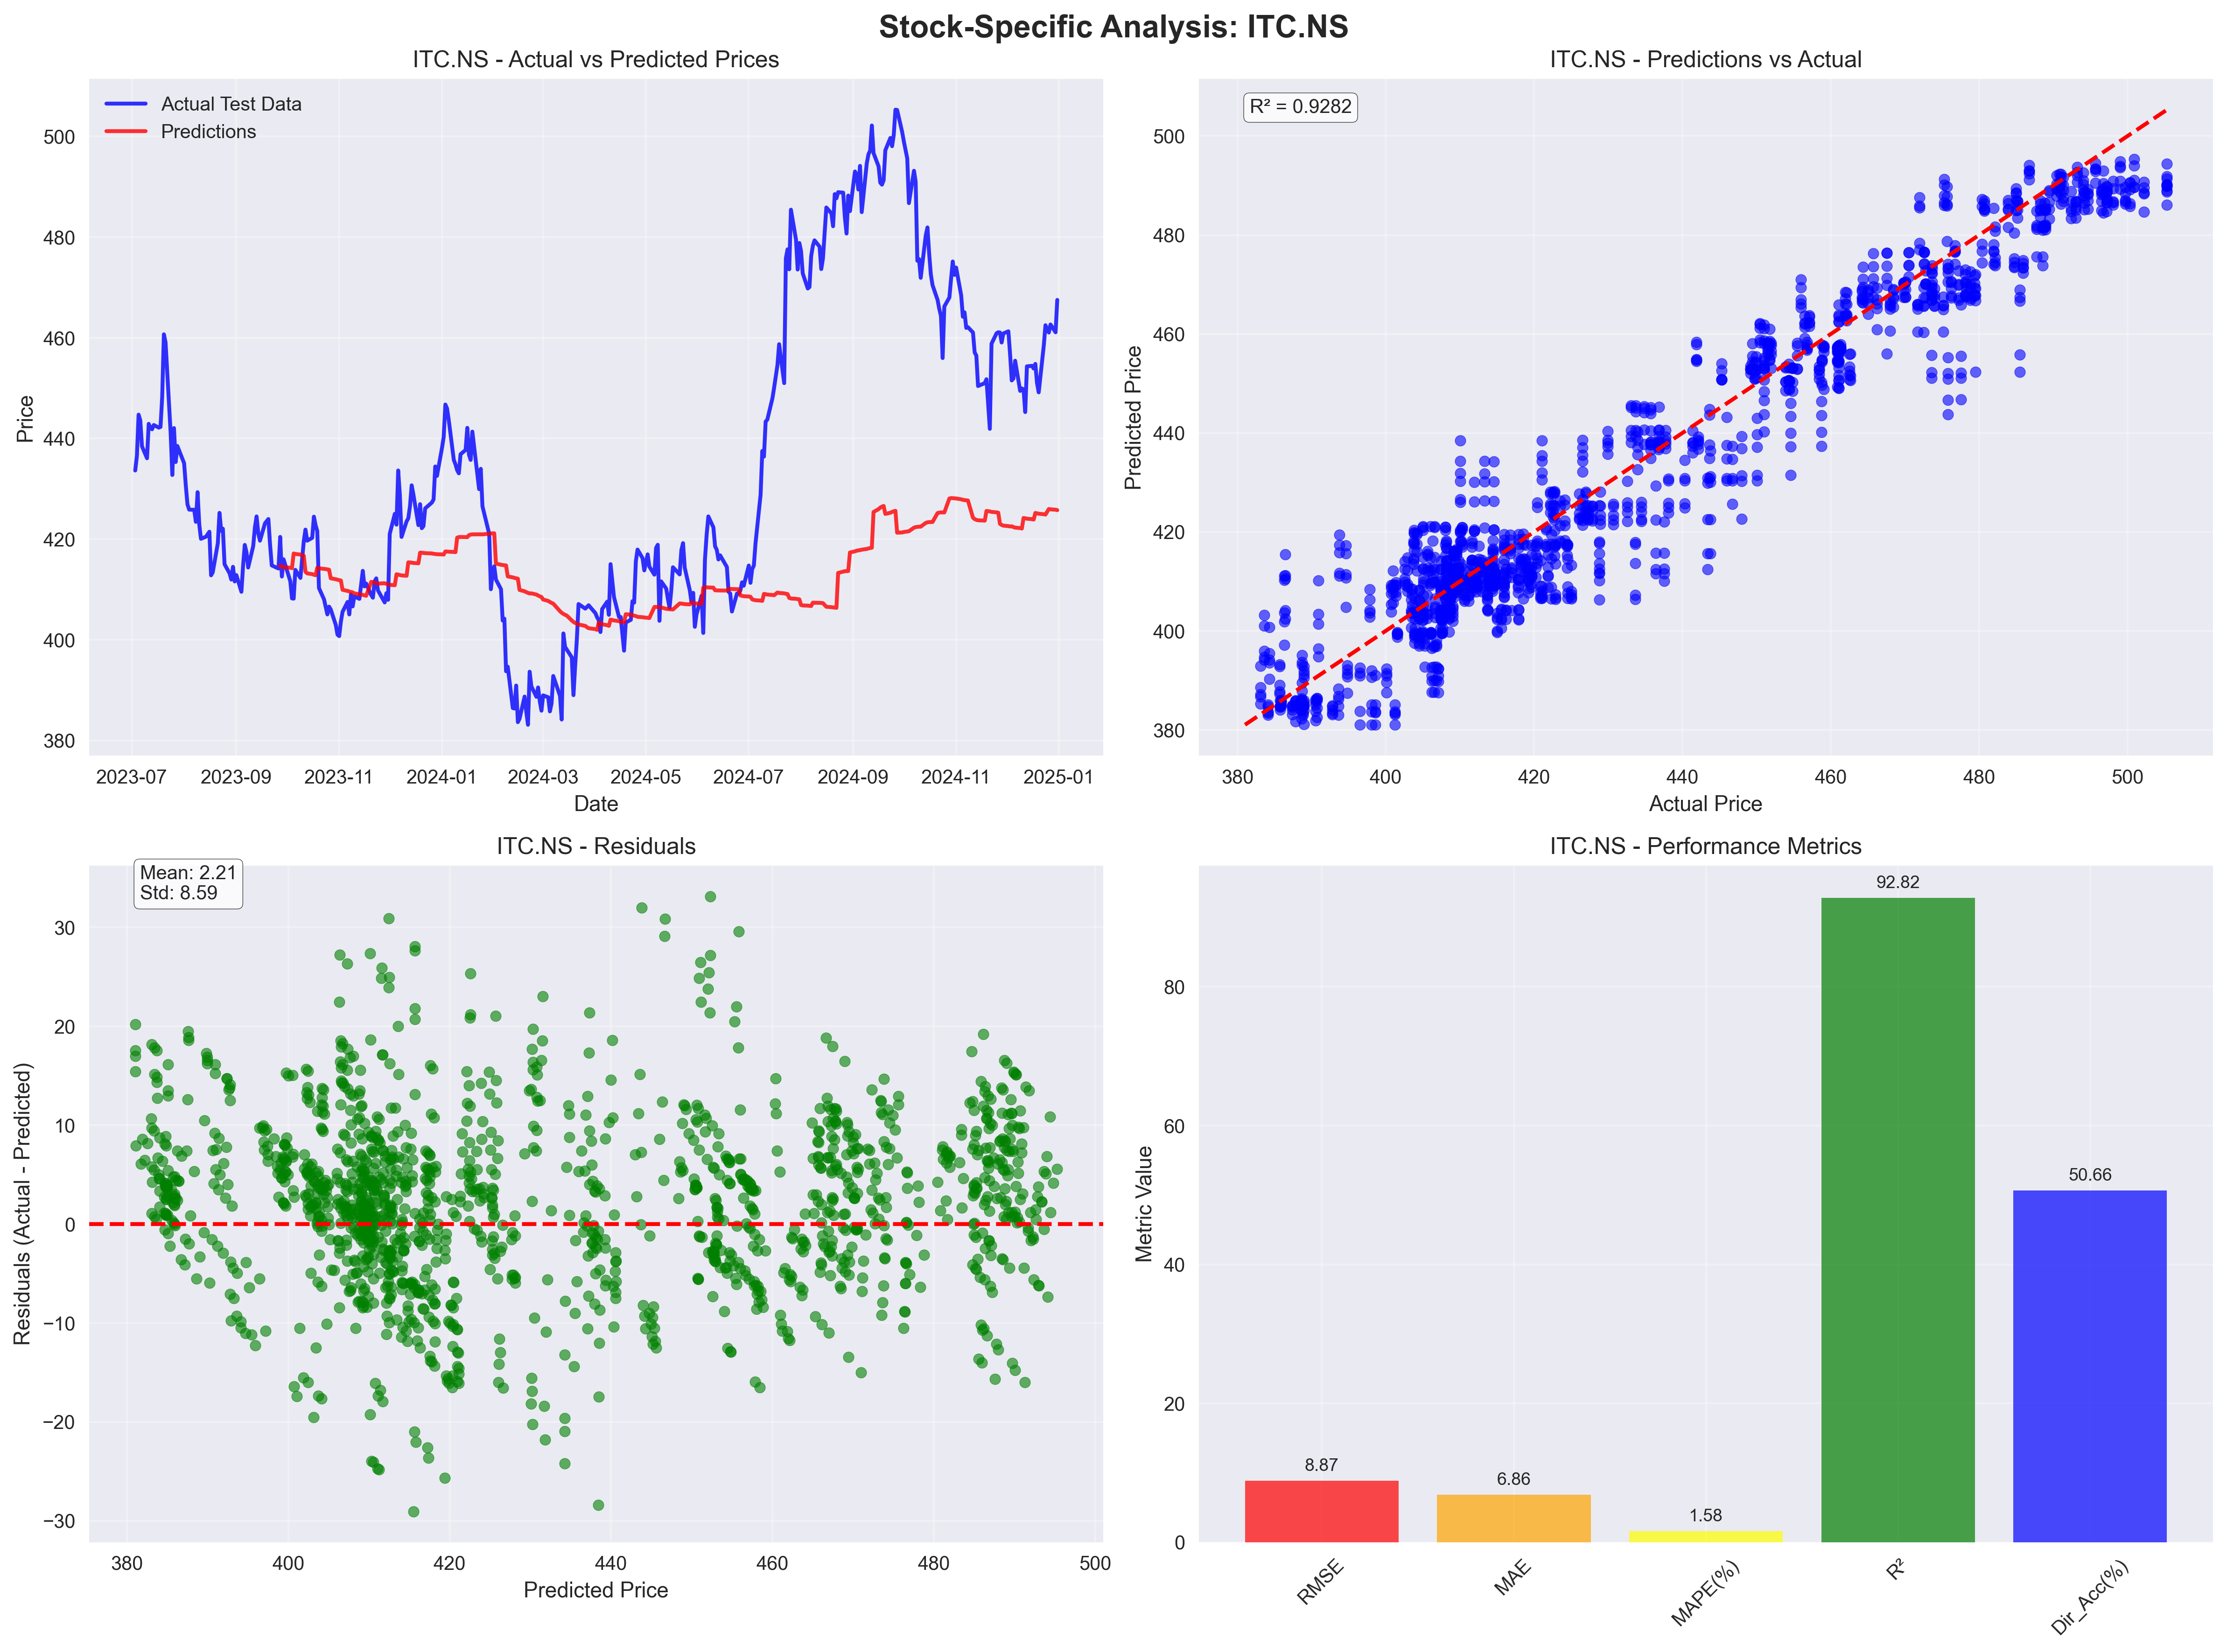 Stock-Specific Analysis: ITC.NS
ITC.NS - Actual vs Predicted Prices
Actual Test Data
Predictions
Price
500
480
460
440
420
400
380
2023-07 2023-09 2023-11 2024-01 2024-03 2024-05 2024-07 2024-09 2024-11 2025-01
Date
ITC.NS - Predictions vs Actual
R² = 0.9282
Predicted Price
500
480
460
440
420
400
380
380 400 420 440 460 480 500
Actual Price
ITC.NS - Residuals
Mean: 2.21
Std: 8.59
Residuals (Actual - Predicted)
30
20
10
0
−10
−20
−30
380 400 420 440 460 480 500
Predicted Price
ITC.NS - Performance Metrics
Metric Value
80
60
40
20
0
8.87
6.86
1.58
92.82
50.66
RMSE
MAE
MAPE(%)
R²
Dir_Acc(%)